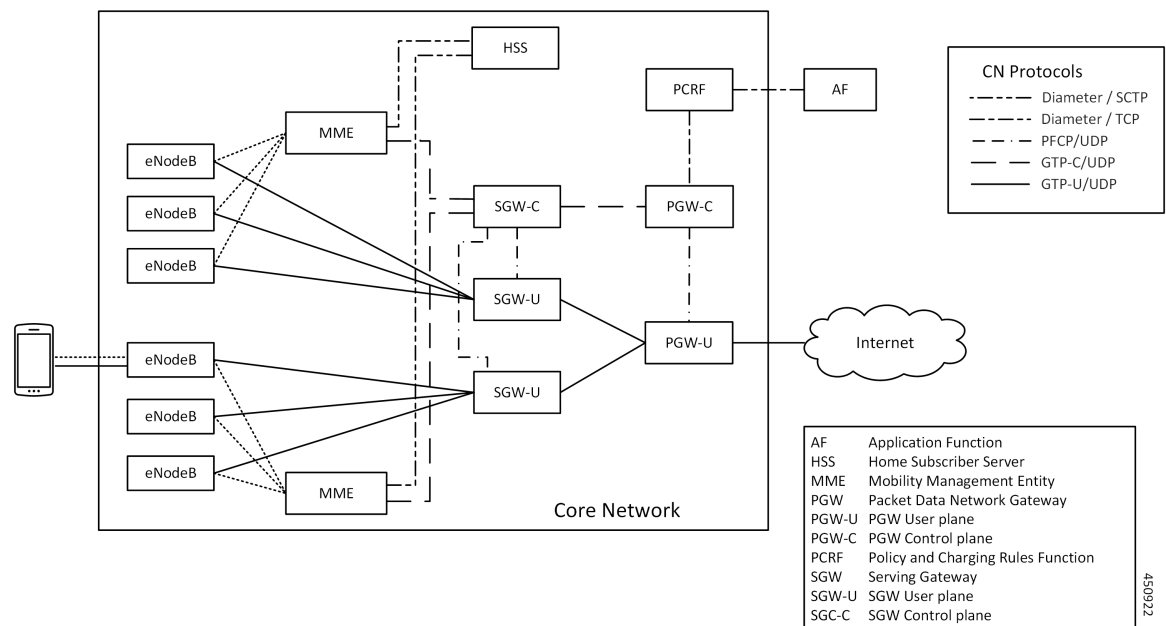 HSS
PCRF
AF
MME
eNodeB
eNodeB
eNodeB
SGW-C
PGW-C
SGW-U
PGW-U
Internet
eNodeB
eNodeB
eNodeB
SGW-U
MME
Core Network
CN Protocols
Diameter / SCTP
Diameter / TCP
PFCP/UDP
GTP-C/UDP
GTP-U/UDP
AF Application Function
HSS Home Subscriber Server
MME Mobility Management Entity
PGW Packet Data Network Gateway
PGW-U PGW User plane
PGW-C PGW Control plane
PCRF Policy and Charging Rules Function
SGW Serving Gateway
SGW-U SGW User plane
SGC-C SGW Control plane
450922